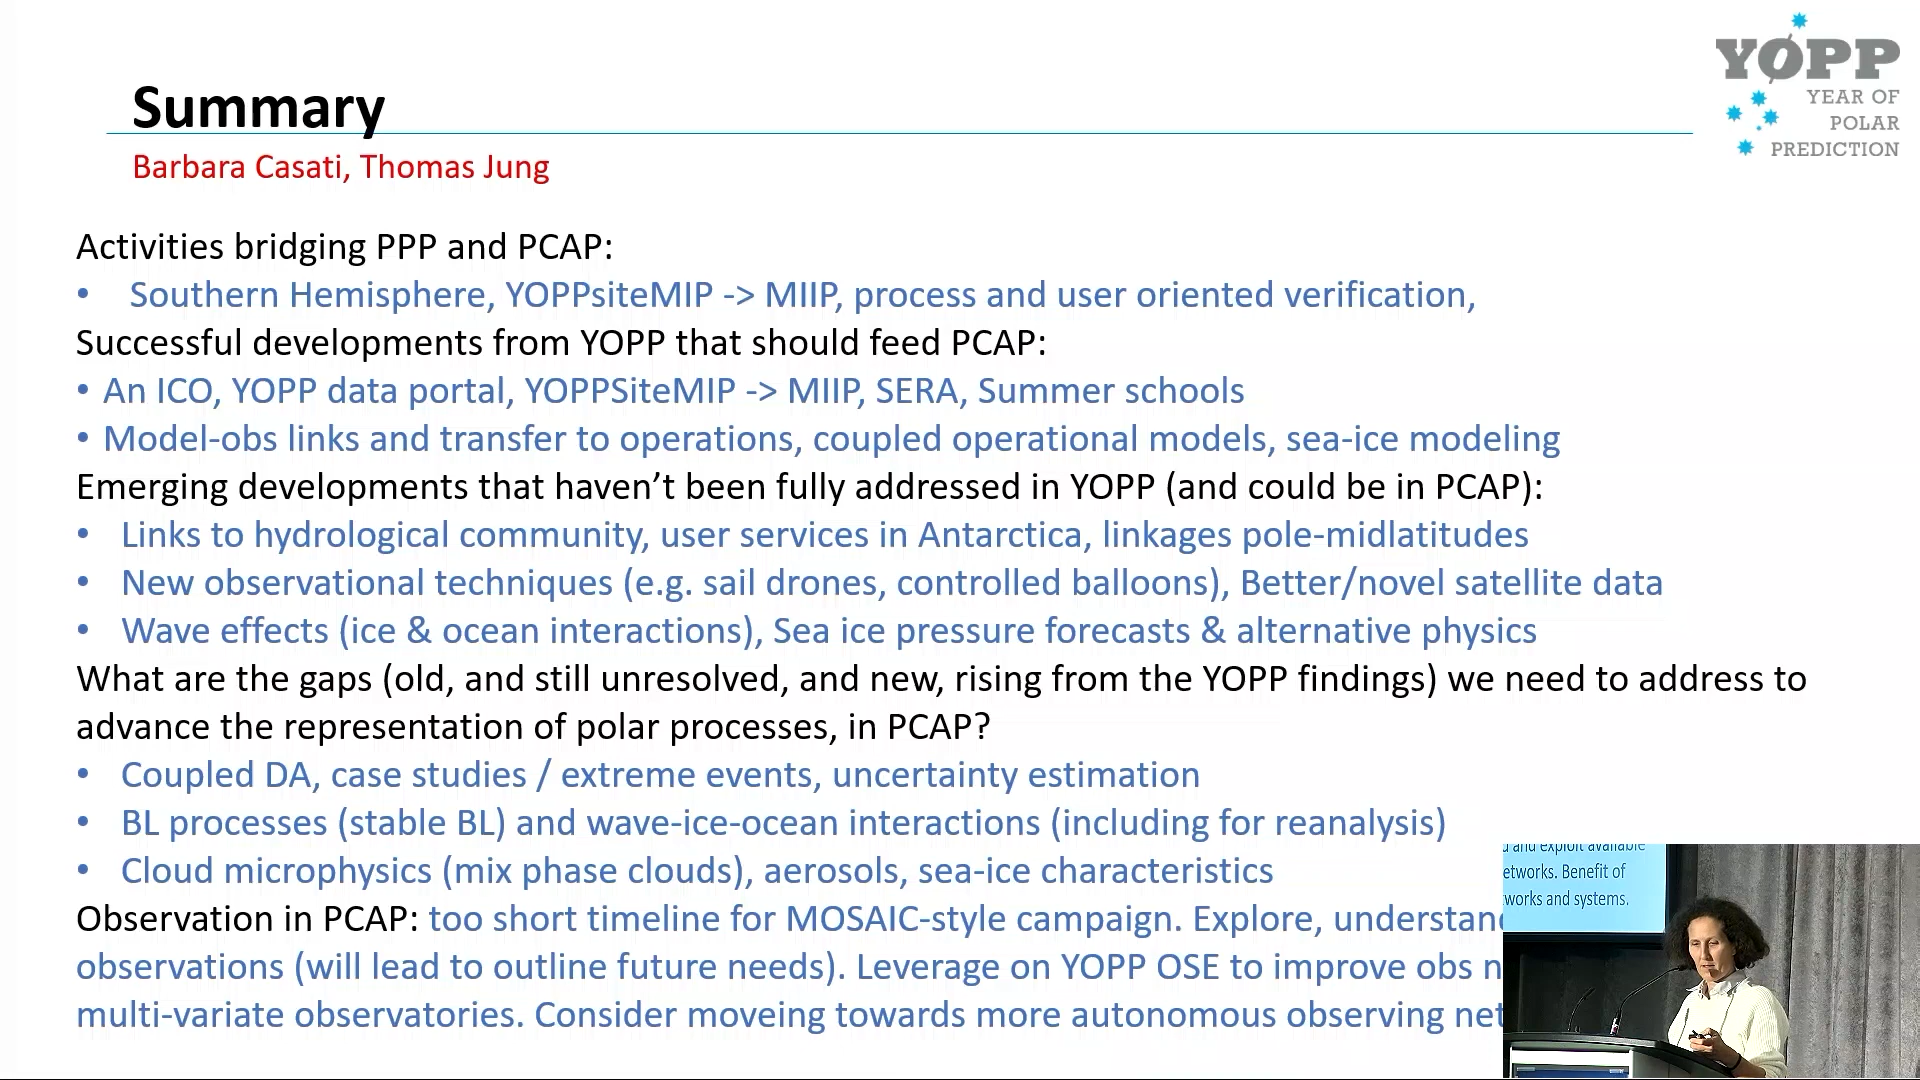 YOPP
YEAR OF
POLAR
PREDICTION
Summary
Barbara Casati, Thomas Jung
Activities bridging PPP and PCAP:
• Southern Hemisphere, YOPPsiteMIP -> MIIP, process and user oriented verification,
Successful developments from YOPP that should feed PCAP:
• An ICO, YOPP data portal, YOPPSiteMIP -> MIIP, SERA, Summer schools
• Model-obs links and transfer to operations, coupled operational models, sea-ice modeling
Emerging developments that haven't been fully addressed in YOPP (and could be in PCAP):
• Links to hydrological community, user services in Antarctica, linkages pole-midlatitudes
• New observational techniques (e.g. sail drones, controlled balloons), Better/novel satellite data
• Wave effects (ice & ocean interactions), Sea ice pressure forecasts & alternative physics
What are the gaps (old, and still unresolved, and new, rising from the YOPP findings) we need to address to
advance the representation of polar processes, in PCAP?
• Coupled DA, case studies / extreme events, uncertainty estimation
• BL processes (stable BL) and wave-ice-ocean interactions (including for reanalysis)
• Cloud microphysics (mix phase clouds), aerosols, sea-ice characteristics
Observation in PCAP: too short timeline for MOSAIC-style campaign. Explore, understand
observations (will lead to outline future needs). Leverage on YOPP OSE to improve obs n
multi-variate observatories. Consider moveing towards more autonomous observing net
d and exploit available
etworks. Benefit of
works and systems.